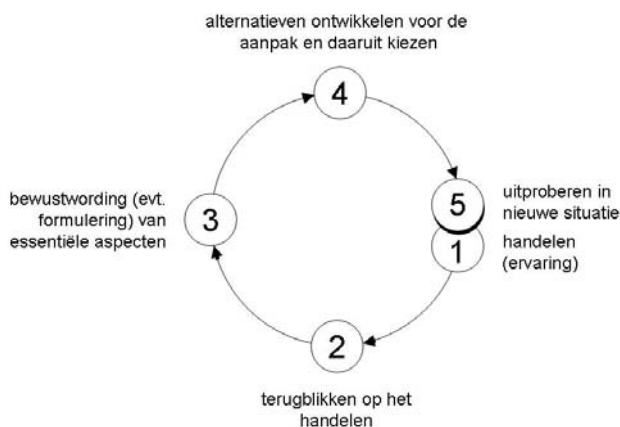 alternatieven ontwikkelen voor de
aanpak en daaruit kiezen
4
bewustwording (evt.
formulering) van
essentiële aspecten
3
5
uitproberen in
nieuwe situatie
1
handelen
(ervaring)
2
terugblikken op het
handelen